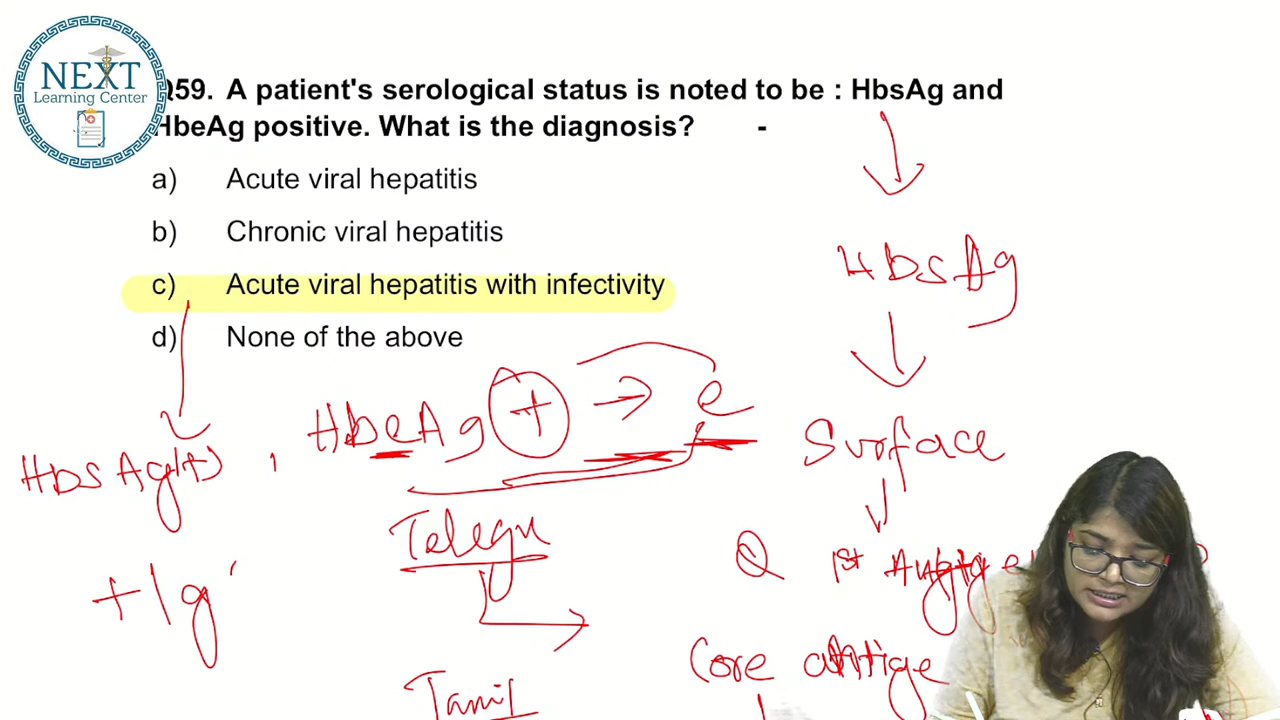 NEXT
Learning Center
Q59. A patient's serological status is noted to be : HbsAg and
HbeAg positive. What is the diagnosis? -
a) Acute viral hepatitis
b) Chronic viral hepatitis
c) Acute viral hepatitis with infectivity
d) None of the above
HbsAg
HbeAg + → e
Surface
HbsAg(+) ,
Telegu
Q 1st
+ Ig
Core
Tamil